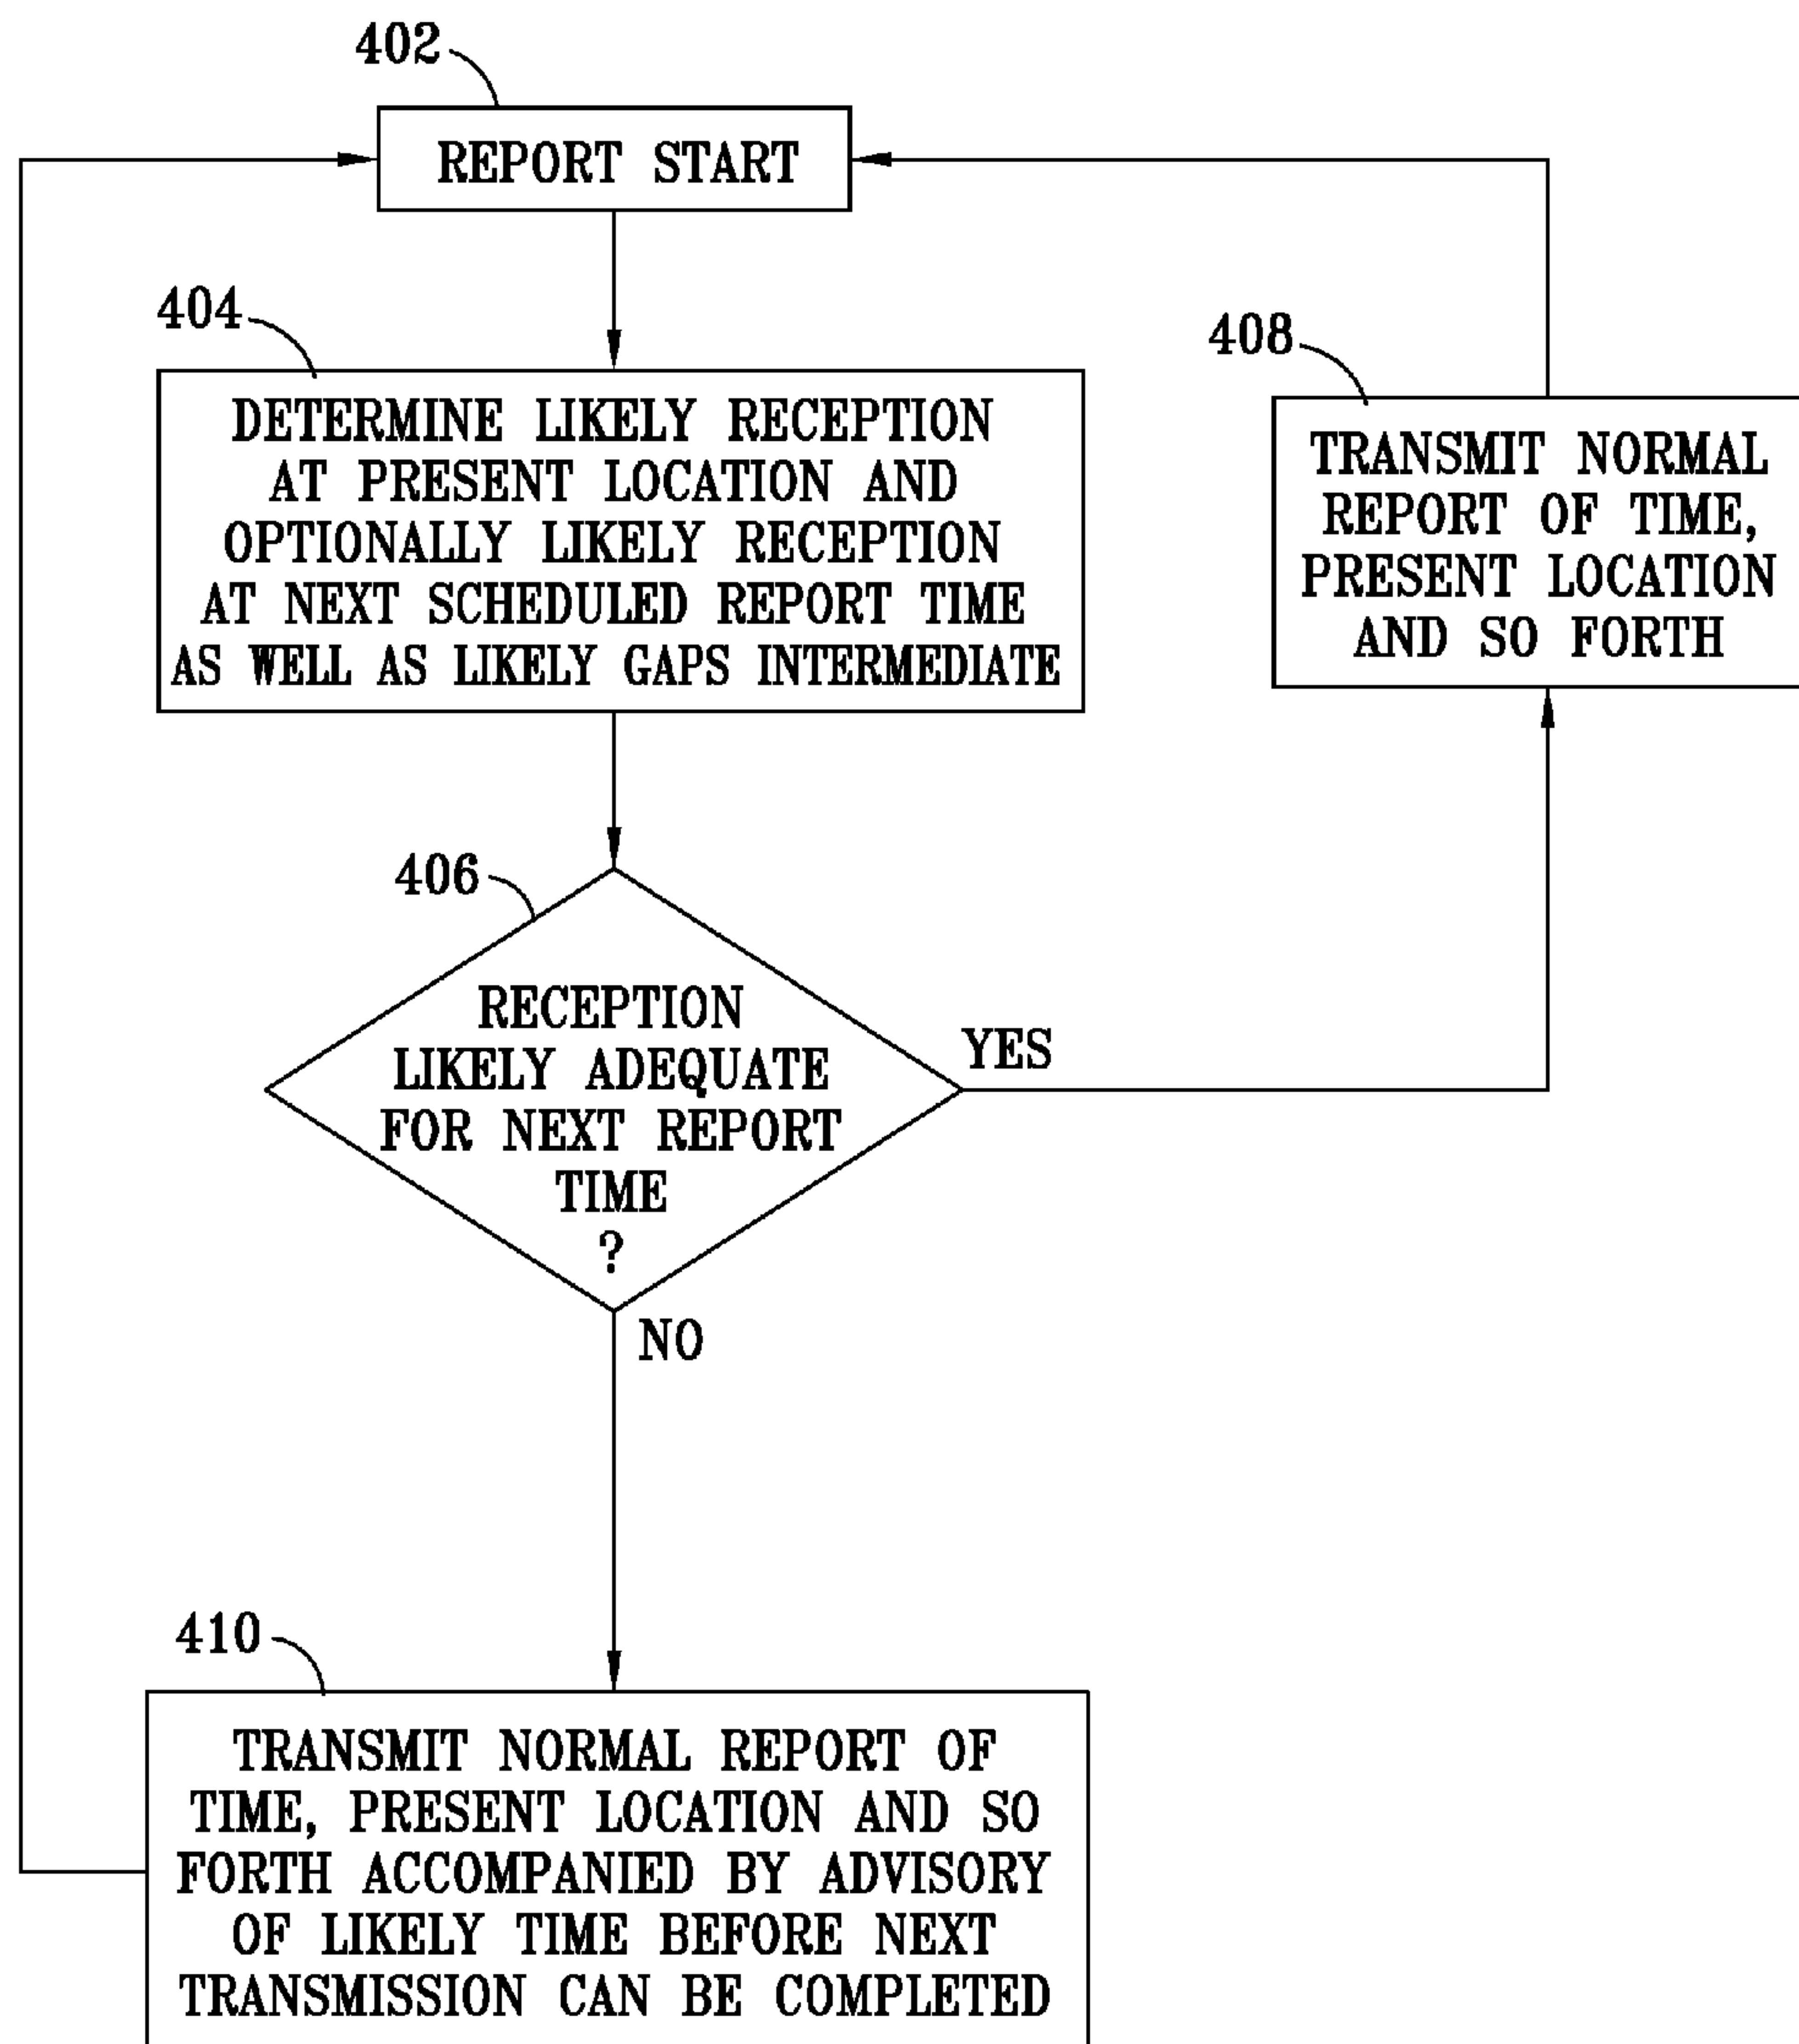 402
REPORT START
404
DETERMINE LIKELY RECEPTION
AT PRESENT LOCATION AND
OPTIONALLY LIKELY RECEPTION
AT NEXT SCHEDULED REPORT TIME
AS WELL AS LIKELY GAPS INTERMEDIATE
408
TRANSMIT NORMAL
REPORT OF TIME,
PRESENT LOCATION
AND SO FORTH
406
RECEPTION
LIKELY ADEQUATE
FOR NEXT REPORT
TIME
?
YES
NO
410
TRANSMIT NORMAL REPORT OF
TIME, PRESENT LOCATION AND SO
FORTH ACCOMPANIED BY ADVISORY
OF LIKELY TIME BEFORE NEXT
TRANSMISSION CAN BE COMPLETED